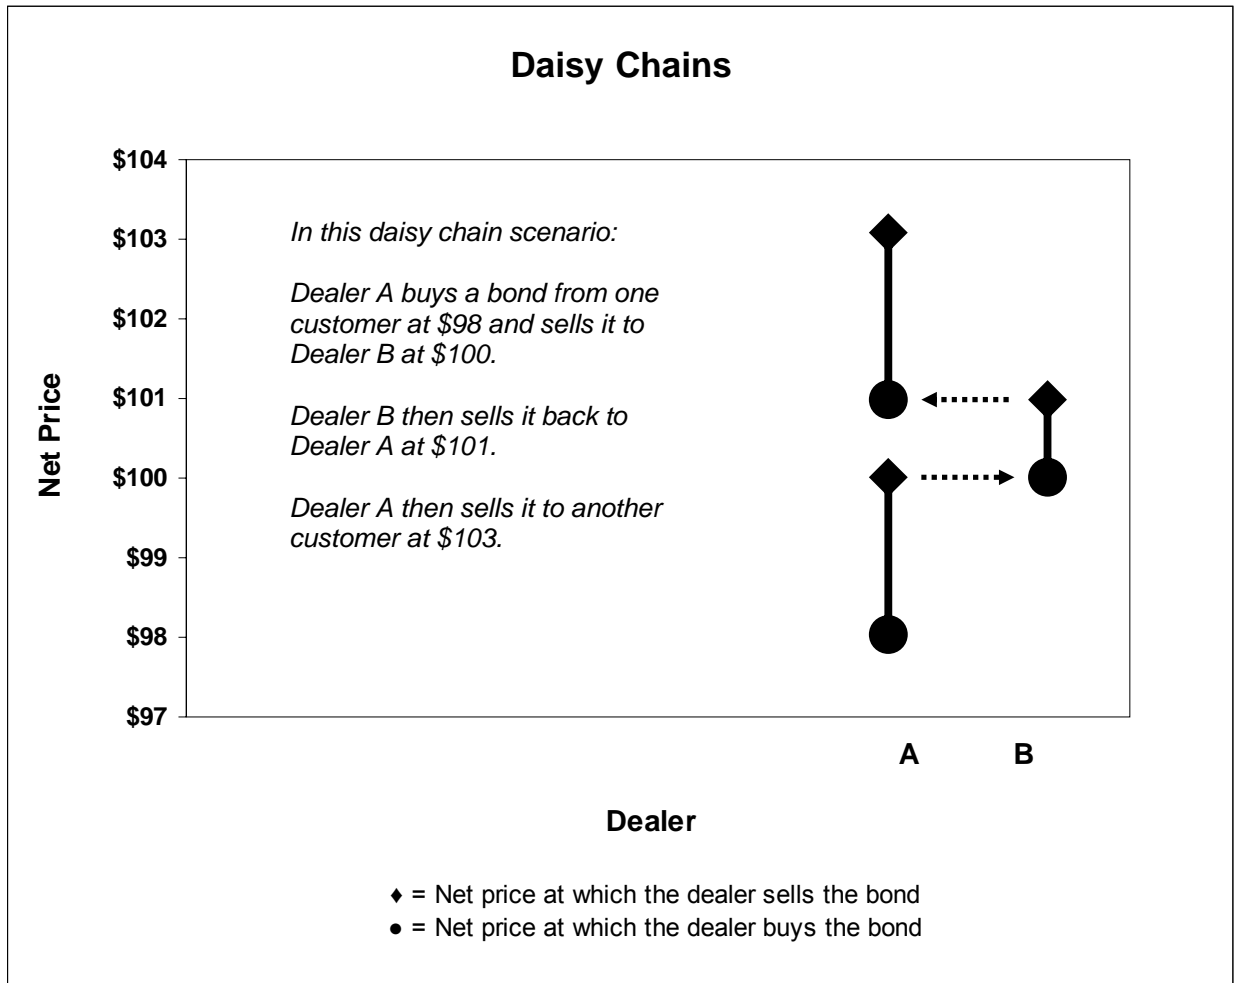 Daisy Chains
$104
$103
$102
$101
$100
$99
$98
$97
Net Price
In this daisy chain scenario:
Dealer A buys a bond from one
customer at $98 and sells it to
Dealer B at $100.
Dealer B then sells it back to
Dealer A at $101.
Dealer A then sells it to another
customer at $103.
A B
Dealer
♦ = Net price at which the dealer sells the bond
● = Net price at which the dealer buys the bond